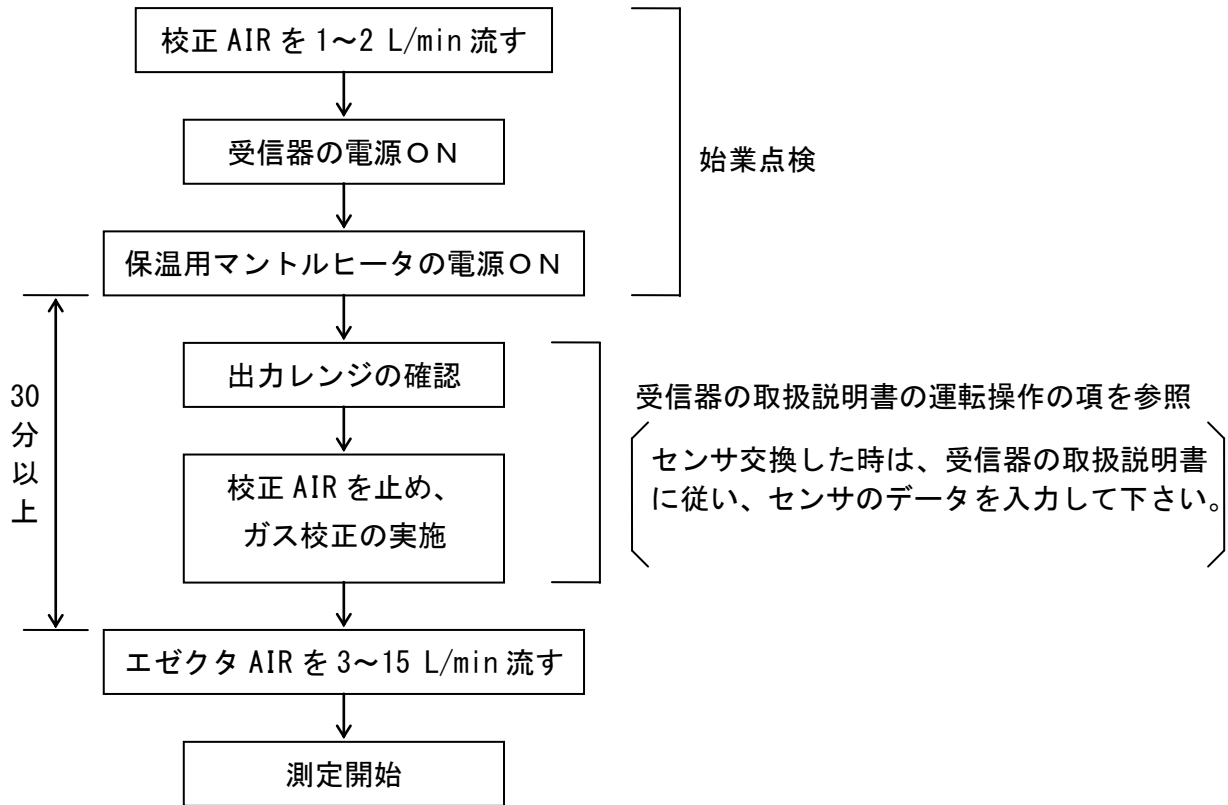 校正 AIR を 1～2 L/min 流す
受信器の電源ＯＮ
始業点検
保温用マントルヒータの電源ＯＮ
30
分
以
上
出力レンジの確認
受信器の取扱説明書の運転操作の項を参照
センサ交換した時は、受信器の取扱説明書
に従い、センサのデータを入力して下さい。
校正 AIR を止め、
ガス校正の実施
エゼクタ AIR を 3～15 L/min 流す
測定開始